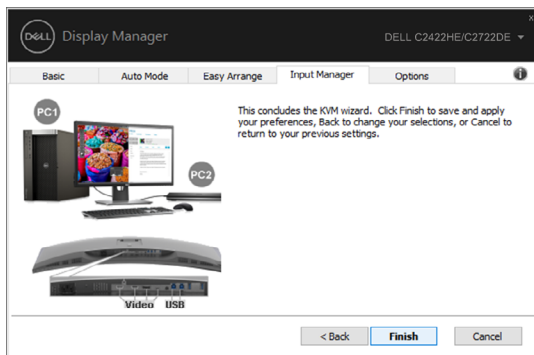 x
DELL Display Manager
DELL C2422HE/C2722DE
Basic Auto Mode Easy Arrange Input Manager Options
PC1
This concludes the KVM wizard. Click Finish to save and apply
your preferences, Back to change your selections, or Cancel to
return to your previous settings.
PC2
Video USB
< Back Finish Cancel